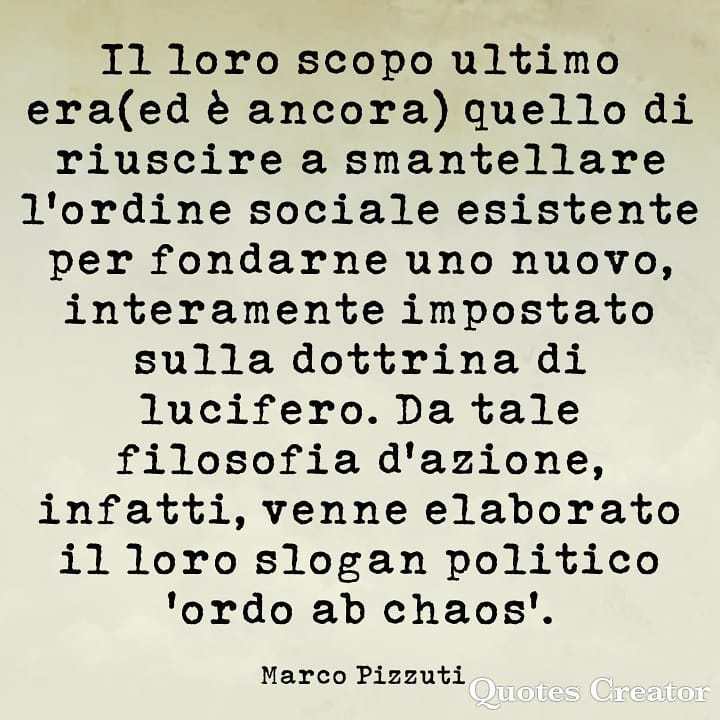 Il loro scopo ultimo
era(ed è ancora) quello di
riuscire a smantellare
l'ordine sociale esistente
per fondarne uno nuovo,
interamente impostato
sulla dottrina di
lucifero. Da tale
filosofia d'azione,
infatti, venne elaborato
il loro slogan politico
'ordo ab chaos'.
Marco Pizzuti
Quotes Creator